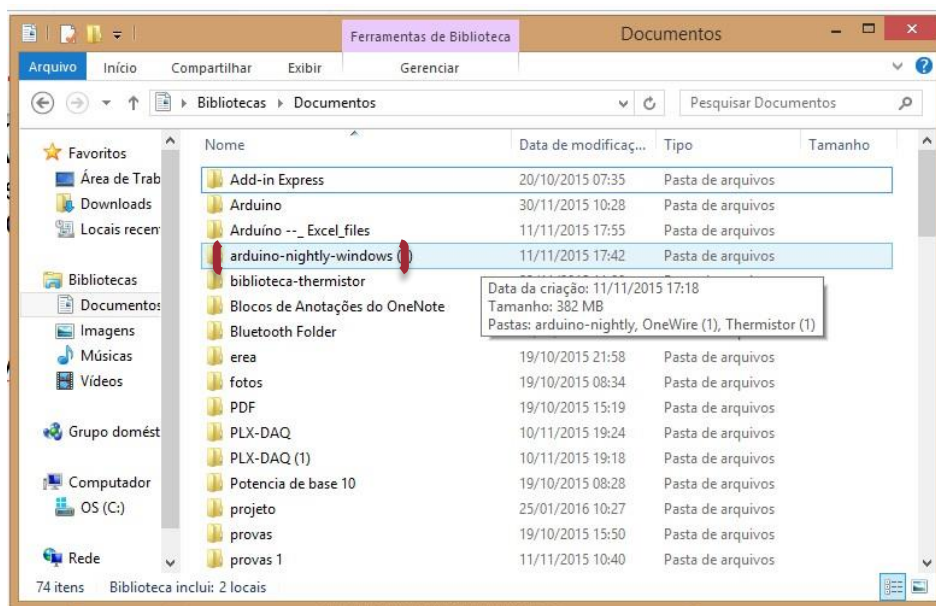 Ferramentas de Biblioteca Documentos
Arquivo Início Compartilhar Exibir Gerenciar
Bibliotecas Documentos Pesquisar Documentos
Nome Data de modificaç... Tipo Tamanho
Favoritos
Área de Trab
Downloads
Locais recen
Bibliotecas
Documentos
Imagens
Músicas
Vídeos
Grupo domést
Computador
OS (C:)
Rede
Add-in Express 20/10/2015 07:35 Pasta de arquivos
Arduino 30/11/2015 10:28 Pasta de arquivos
Arduíno --_ Excel_files 11/11/2015 17:55 Pasta de arquivos
arduino-nightly-windows 11/11/2015 17:42 Pasta de arquivos
biblioteca-thermistor
Blocos de Anotações do OneNote
Bluetooth Folder
erea 19/10/2015 21:58 Pasta de arquivos
fotos 19/10/2015 08:34 Pasta de arquivos
PDF 19/10/2015 15:19 Pasta de arquivos
PLX-DAQ 10/11/2015 19:24 Pasta de arquivos
PLX-DAQ (1) 10/11/2015 19:18 Pasta de arquivos
Potencia de base 10 19/10/2015 08:28 Pasta de arquivos
projeto 25/01/2016 10:27 Pasta de arquivos
provas 19/10/2015 15:50 Pasta de arquivos
provas 1 11/11/2015 10:40 Pasta de arquivos
Data da criação: 11/11/2015 17:18
Tamanho: 382 MB
Pastas: arduino-nightly, OneWire (1), Thermistor (1)
74 itens Biblioteca inclui: 2 locais